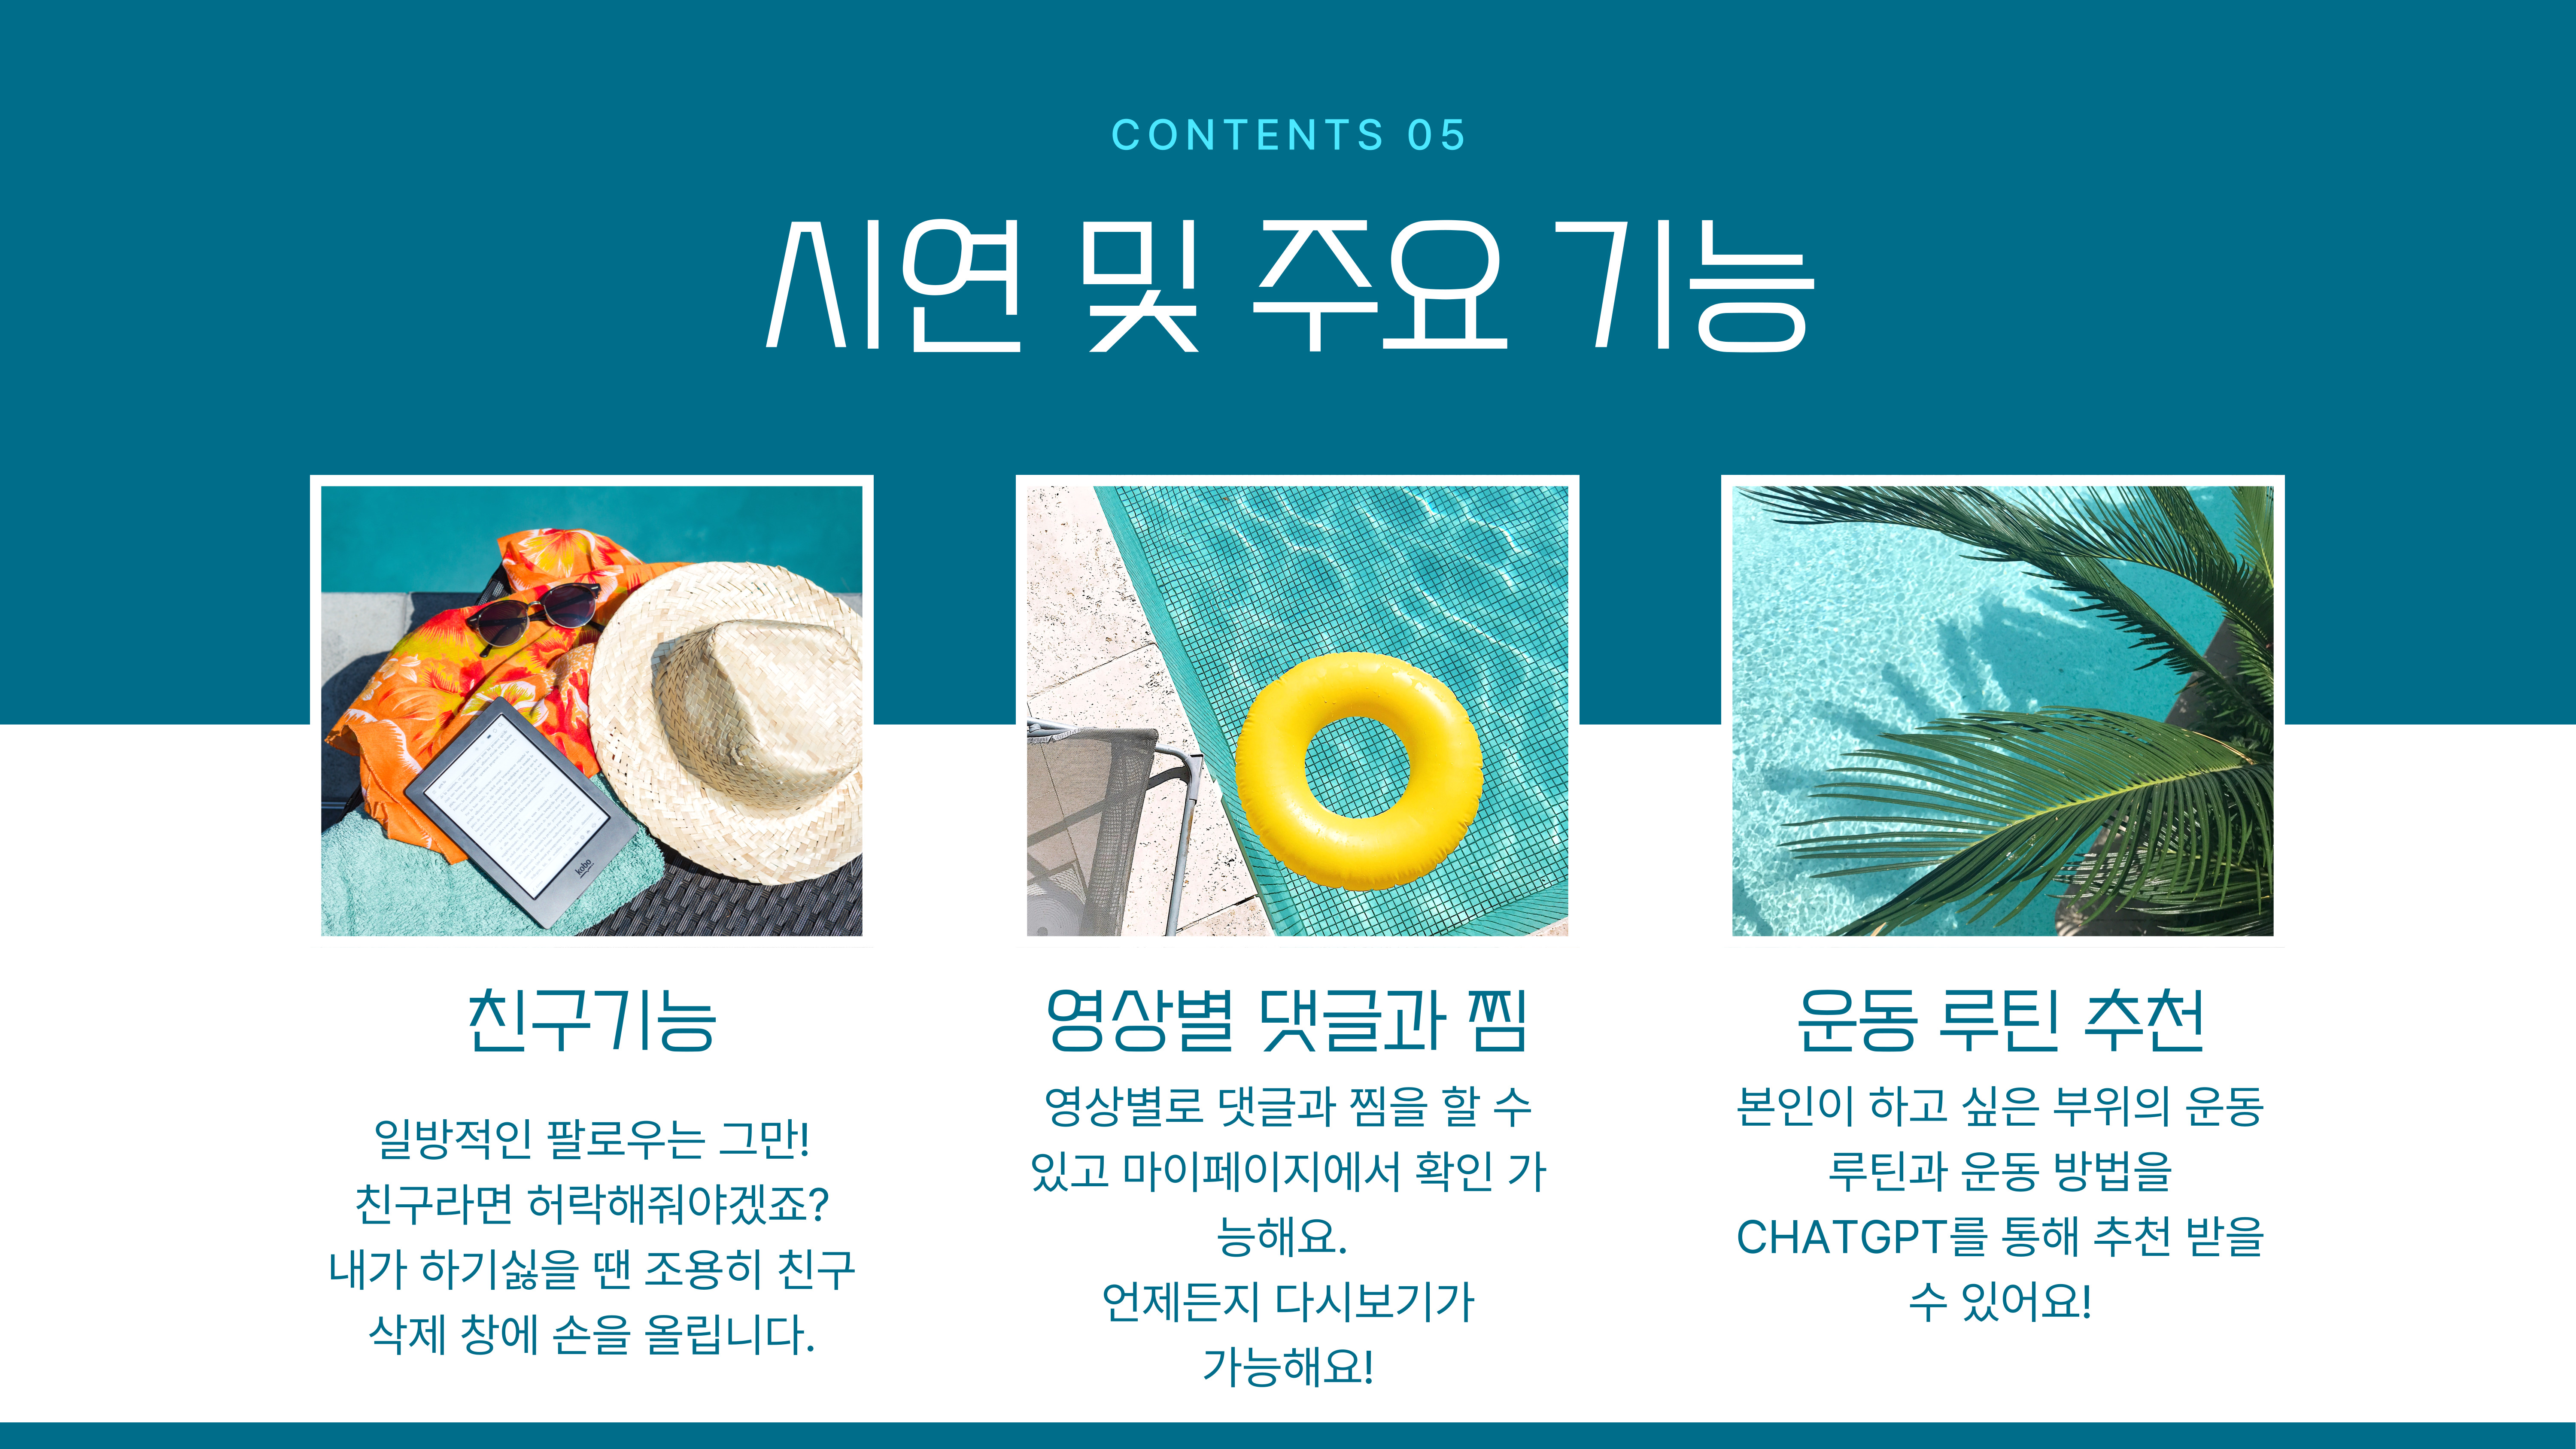 CONTENTS 05
시연 및 주요 기능
kobo
친구기능
일방적인 팔로우는 그만!
친구라면 허락해줘야겠죠?
내가 하기싫을 땐 조용히 친구
삭제 창에 손을 올립니다.
영상별 댓글과 찜
영상별로 댓글과 찜을 할 수
있고 마이페이지에서 확인 가
능해요.
언제든지 다시보기가
가능해요!
운동 루틴 추천
본인이 하고 싶은 부위의 운동
루틴과 운동 방법을
CHATGPT를 통해 추천 받을
수 있어요!